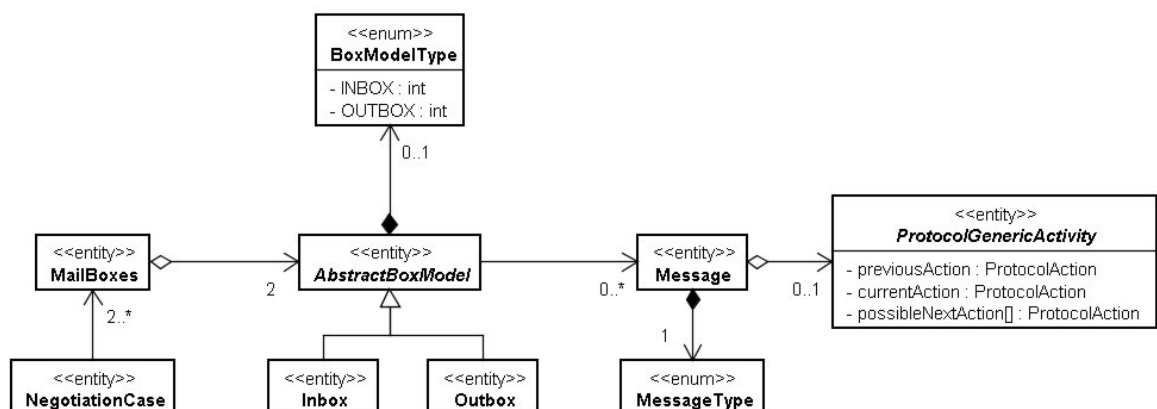 <<enum>>
BoxModelType
- INBOX : int
- OUTBOX : int
0..1
<<entity>>
MailBoxes
2
<<entity>>
AbstractBoxModel
0..*
<<entity>>
Message
0..1
<<entity>>
ProtocolGenericActivity
- previousAction : ProtocolAction
- currentAction : ProtocolAction
- possibleNextAction[] : ProtocolAction
2..*
1
<<entity>>
NegotiationCase
<<entity>>
Inbox
<<entity>>
Outbox
<<enum>>
MessageType